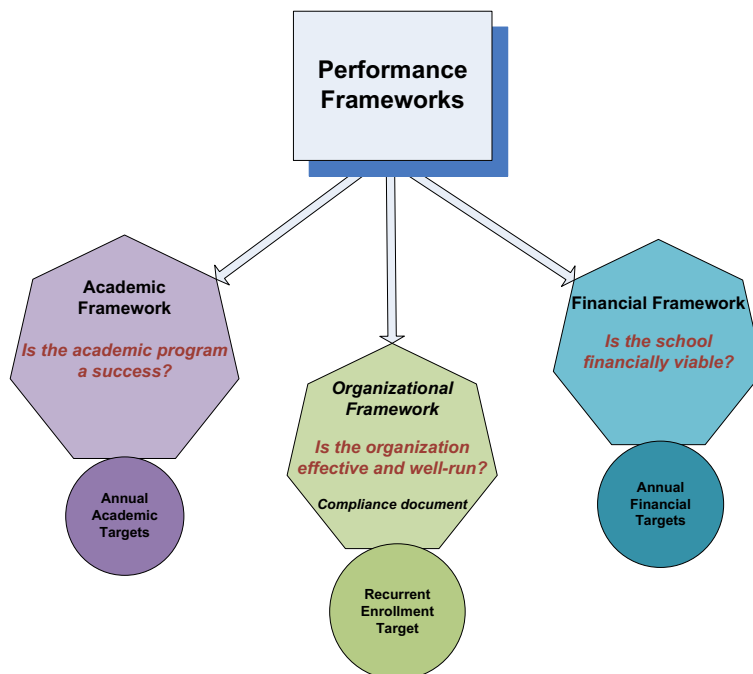 Performance
Frameworks
Academic
Framework
Is the academic program
a success?
Annual
Academic
Targets
Organizational
Framework
Is the organization
effective and well-run?
Compliance document
Recurrent
Enrollment
Target
Financial Framework
Is the school
financially viable?
Annual
Financial
Targets